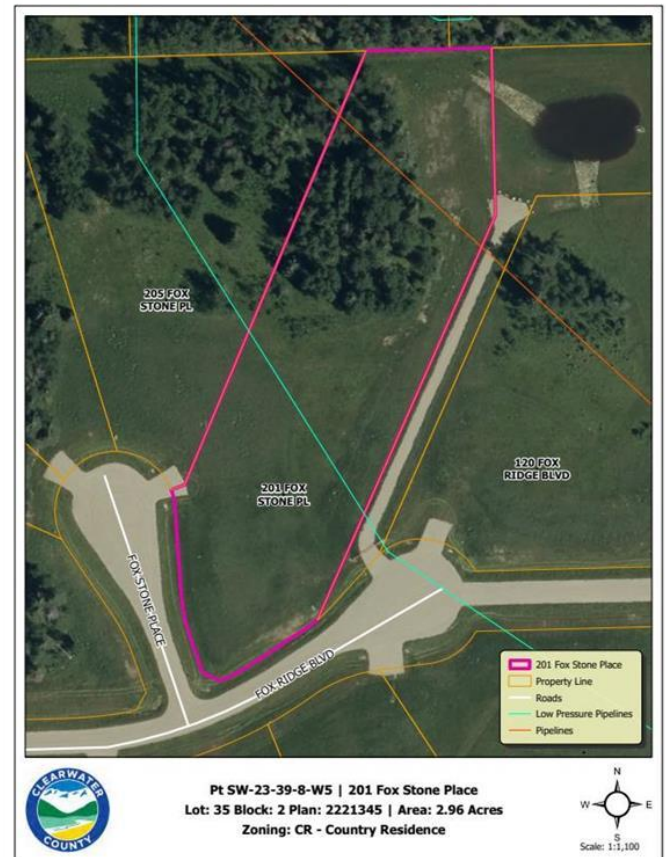 205 FOX
STONE PL
201 FOX
STONE PL
120 FOX
RIDGE BLVD
FOX STONE PLACE
FOX RIDGE BLVD
201 Fox Stone Place
Property Line
Roads
Low Pressure Pipelines
Pipelines
CLEARWATER
COUNTY
Pt SW-23-39-8-W5 | 201 Fox Stone Place
Lot: 35 Block: 2 Plan: 2221345 | Area: 2.96 Acres
Zoning: CR - Country Residence
N
W
E
S
Scale: 1:1,100